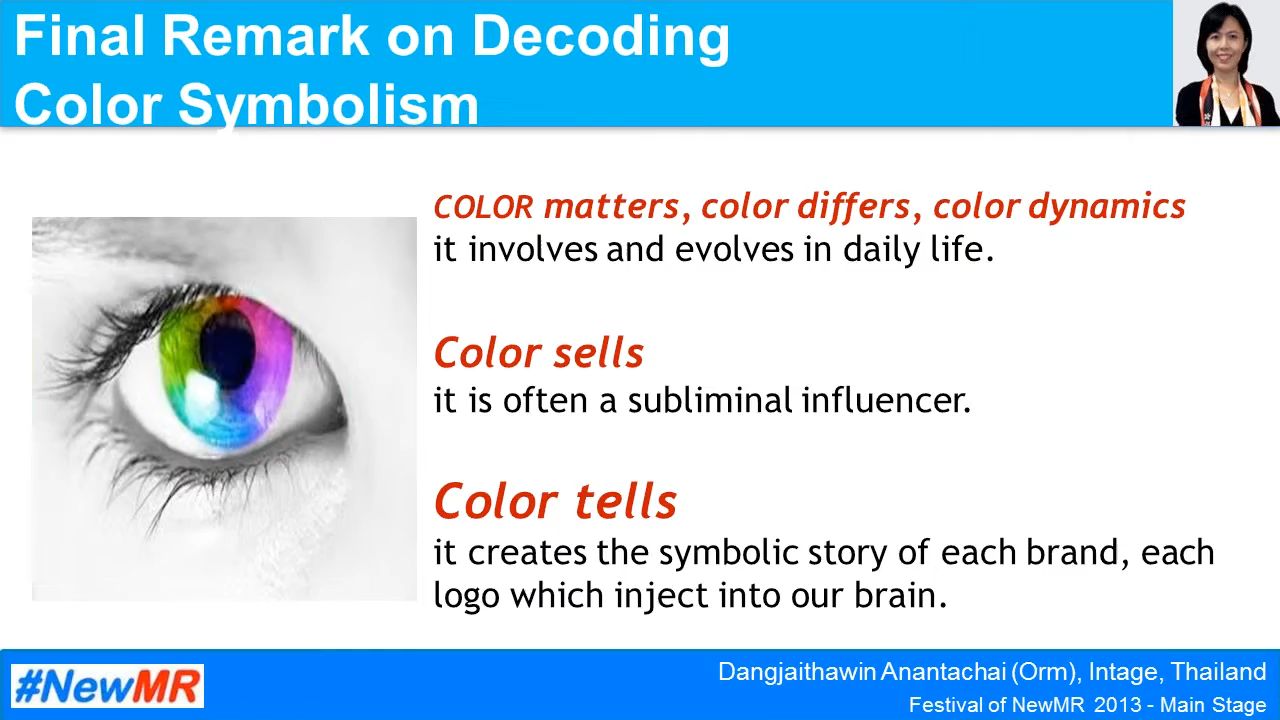 Final Remark on Decoding
Color Symbolism
COLOR matters, color differs, color dynamics
it involves and evolves in daily life.
Color sells
it is often a subliminal influencer.
Color tells
it creates the symbolic story of each brand, each
logo which inject into our brain.
#NewMR
Dangjaithawin Anantachai (Orm), Intage, Thailand
Festival of NewMR 2013 - Main Stage